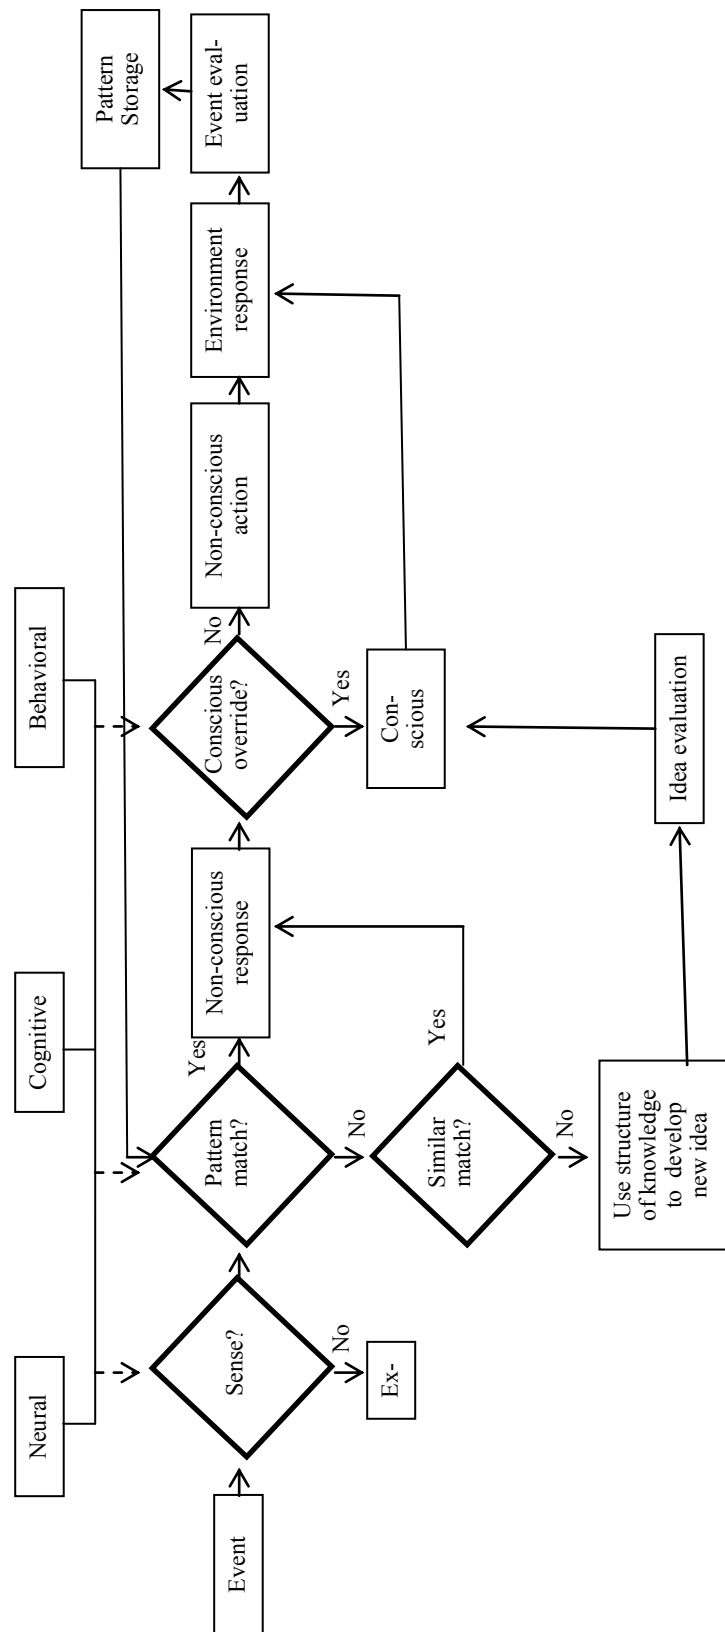 Neural
Cognitive
Behavioral
Pattern
Storage
Event
Sense?
No
Ex-
Pattern
match?
Yes
No
Similar
match?
Yes
No
Use structure
of knowledge
to develop
new idea
Idea evaluation
Non-conscious
response
Conscious
override?
No
Yes
Con-
scious
Non-conscious
action
Environment
response
Event eval-
uation